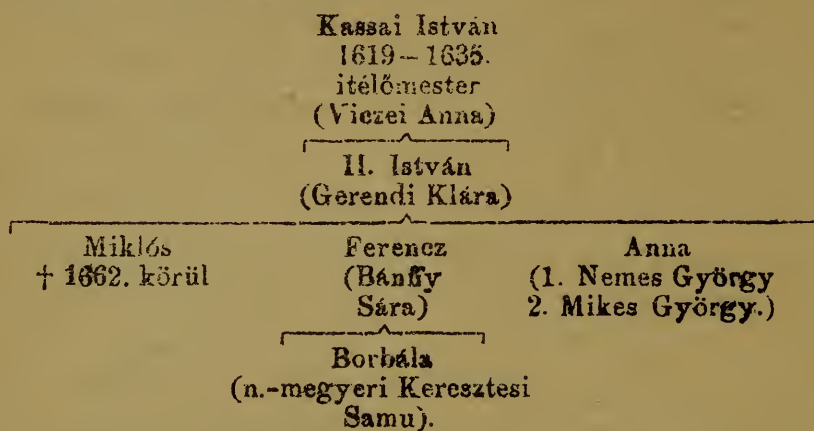 Kassai István
1619 – 1635.
itélőmester
(Viczei Anna)
II. István
(Gerendi Klára)
Miklós
† 1662. körül
Ferencz
(Bánffy
Sára)
Anna
(1. Nemes György
2. Mikes György.)
Borbála
(n.-megyeri Keresztesi
Samu).